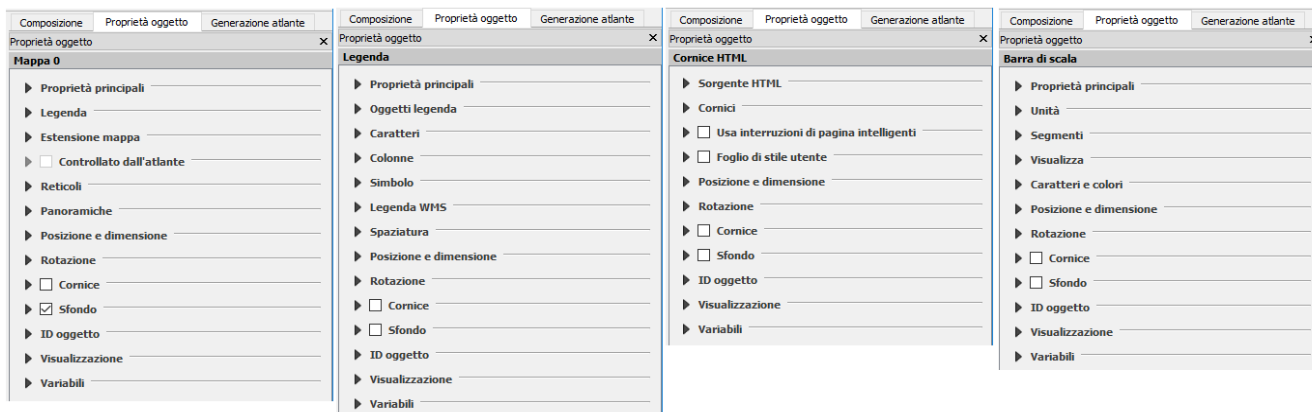 Composizione Proprietà oggetto Generazione atlante
Proprietà oggetto
Mappa 0
Proprietà principali
Legenda
Estensione mappa
Controllato dall'atlante
Reticoli
Panoramiche
Posizione e dimensione
Rotazione
Cornice
Sfondo
ID oggetto
Visualizzazione
Variabili
Composizione Proprietà oggetto Generazione atlante
Proprietà oggetto
Legenda
Proprietà principali
Oggetti legenda
Caratteri
Colonne
Simbolo
Legenda WMS
Spaziatura
Posizione e dimensione
Rotazione
Cornice
Sfondo
ID oggetto
Visualizzazione
Variabili
Composizione Proprietà oggetto Generazione atlante
Proprietà oggetto
Cornice HTML
Sorgente HTML
Cornici
Usa interruzioni di pagina intelligenti
Foglio di stile utente
Posizione e dimensione
Rotazione
Cornice
Sfondo
ID oggetto
Visualizzazione
Variabili
Composizione Proprietà oggetto Generazione atlante
Proprietà oggetto
Barra di scala
Proprietà principali
Unità
Segmenti
Visualizza
Caratteri e colori
Posizione e dimensione
Rotazione
Cornice
Sfondo
ID oggetto
Visualizzazione
Variabili